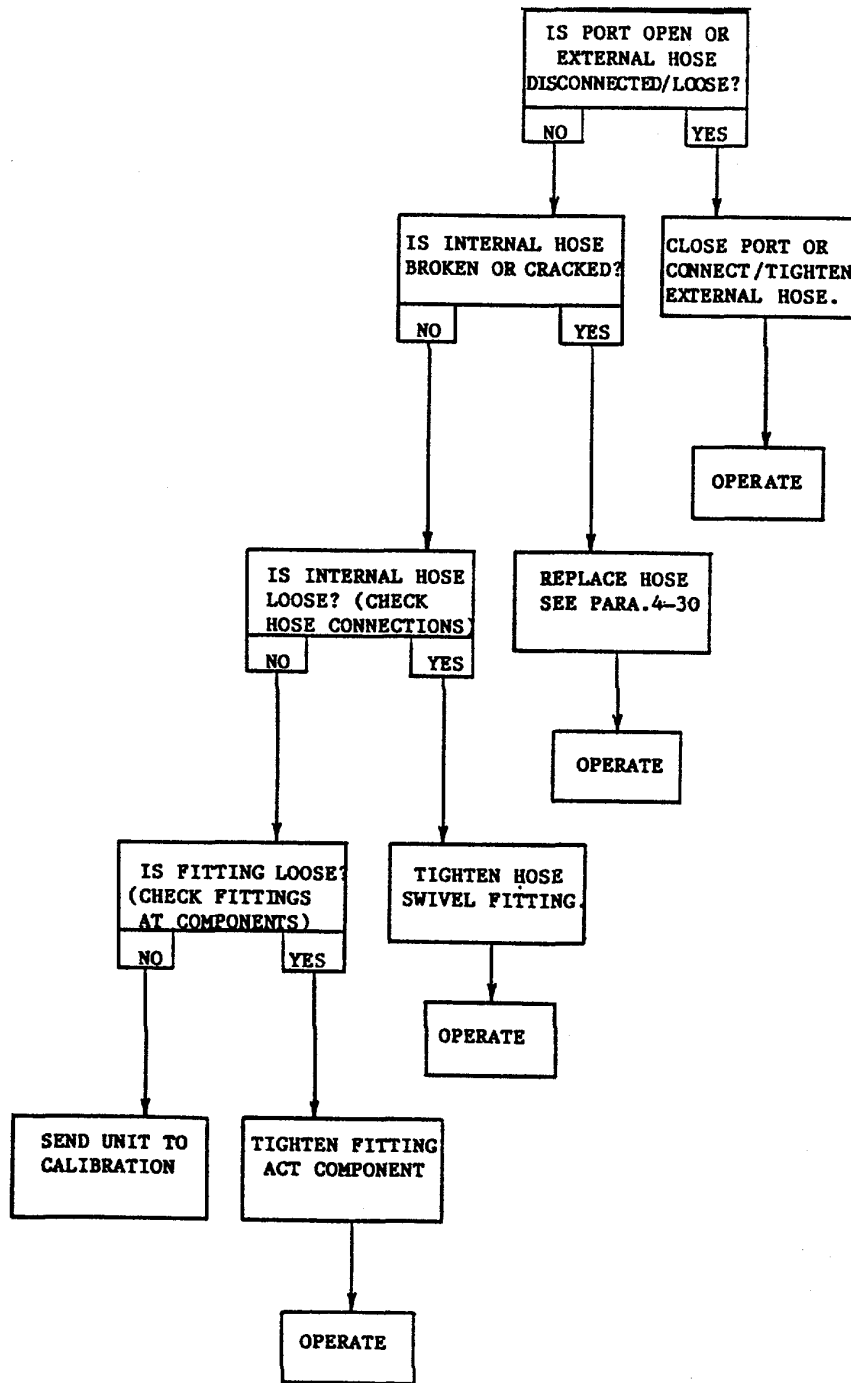 IS PORT OPEN OR
EXTERNAL HOSE
DISCONNECTED/LOOSE?
NO
YES
IS INTERNAL HOSE
BROKEN OR CRACKED?
NO
YES
CLOSE PORT OR
CONNECT/TIGHTEN
EXTERNAL HOSE.
OPERATE
IS INTERNAL HOSE
LOOSE? (CHECK
HOSE CONNECTIONS)
NO
YES
REPLACE HOSE
SEE PARA.4-30
OPERATE
IS FITTING LOOSE?
(CHECK FITTINGS
AT COMPONENTS)
NO
YES
TIGHTEN HOSE
SWIVEL FITTING.
OPERATE
SEND UNIT TO
CALIBRATION
TIGHTEN FITTING
ACT COMPONENT
OPERATE